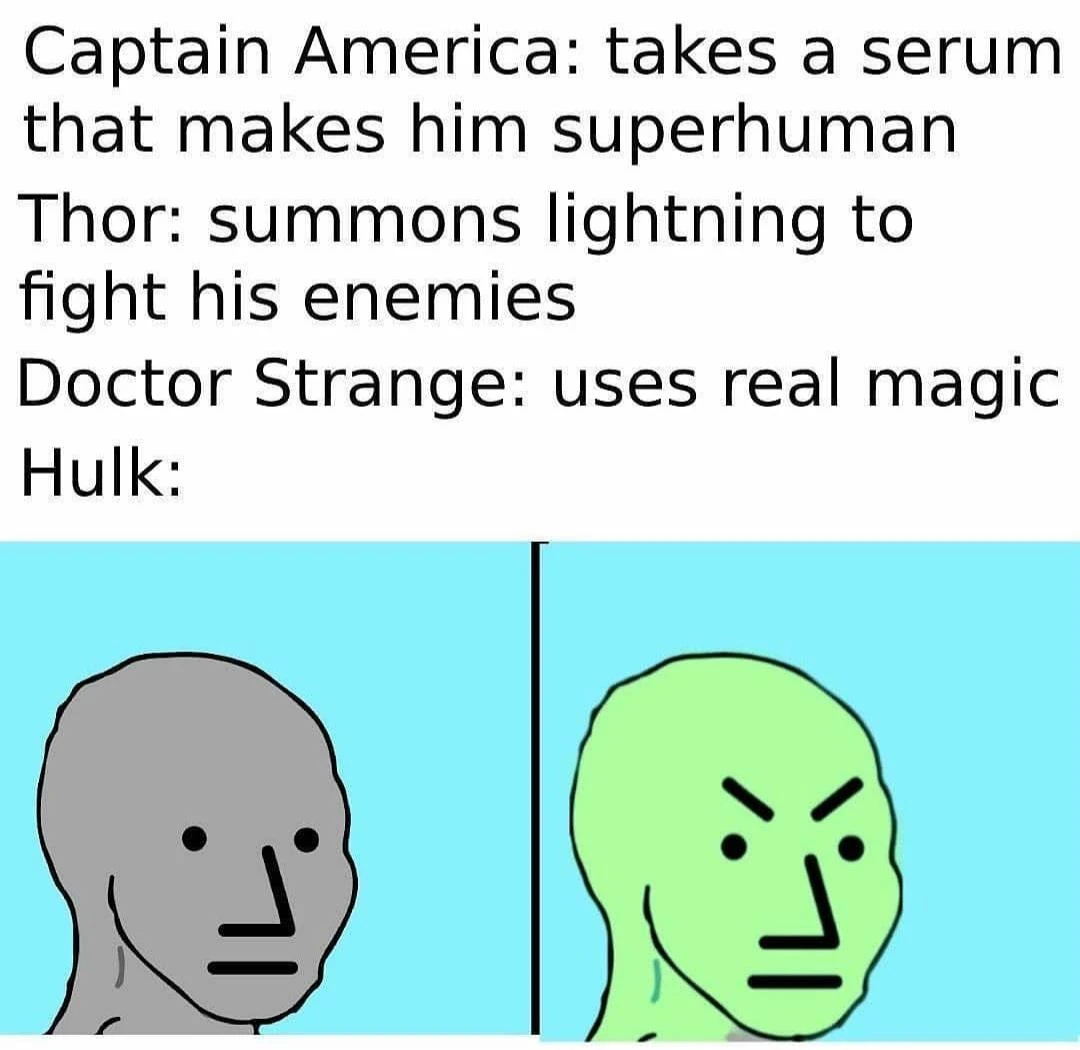 Captain America: takes a serum
that makes him superhuman
Thor: summons lightning to
fight his enemies
Doctor Strange: uses real magic
Hulk: